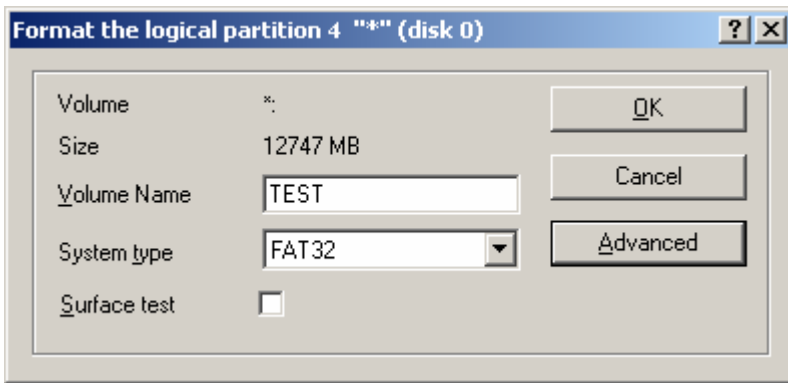 Format the logical partition 4 "*" (disk 0)
Volume *:
Size 12747 MB
Volume Name TEST
System type FAT32
Surface test
OK
Cancel
Advanced